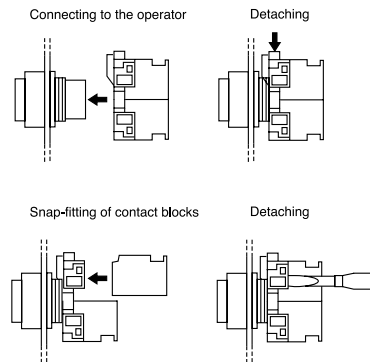 Connecting to the operator
Detaching
Snap-fitting of contact blocks
Detaching